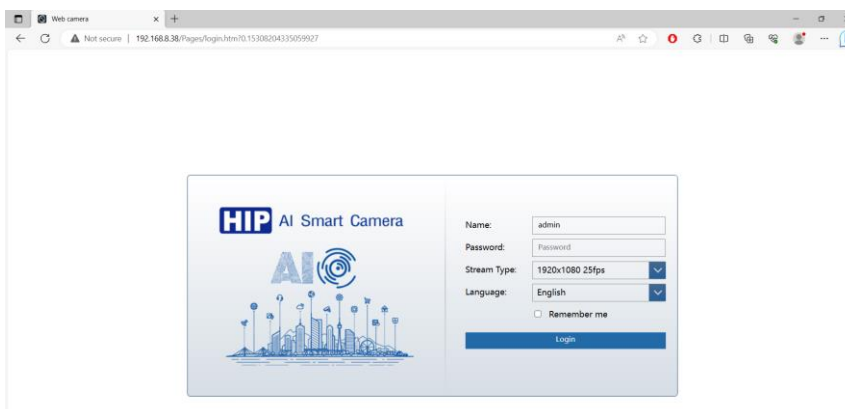 Web camera
Not secure | 192.168.8.38/Pages/login.htm?0.15308204335059927
HIP AI Smart Camera
AI
Name: admin
Password: Password
Stream Type: 1920x1080 25fps
Language: English
Remember me
Login